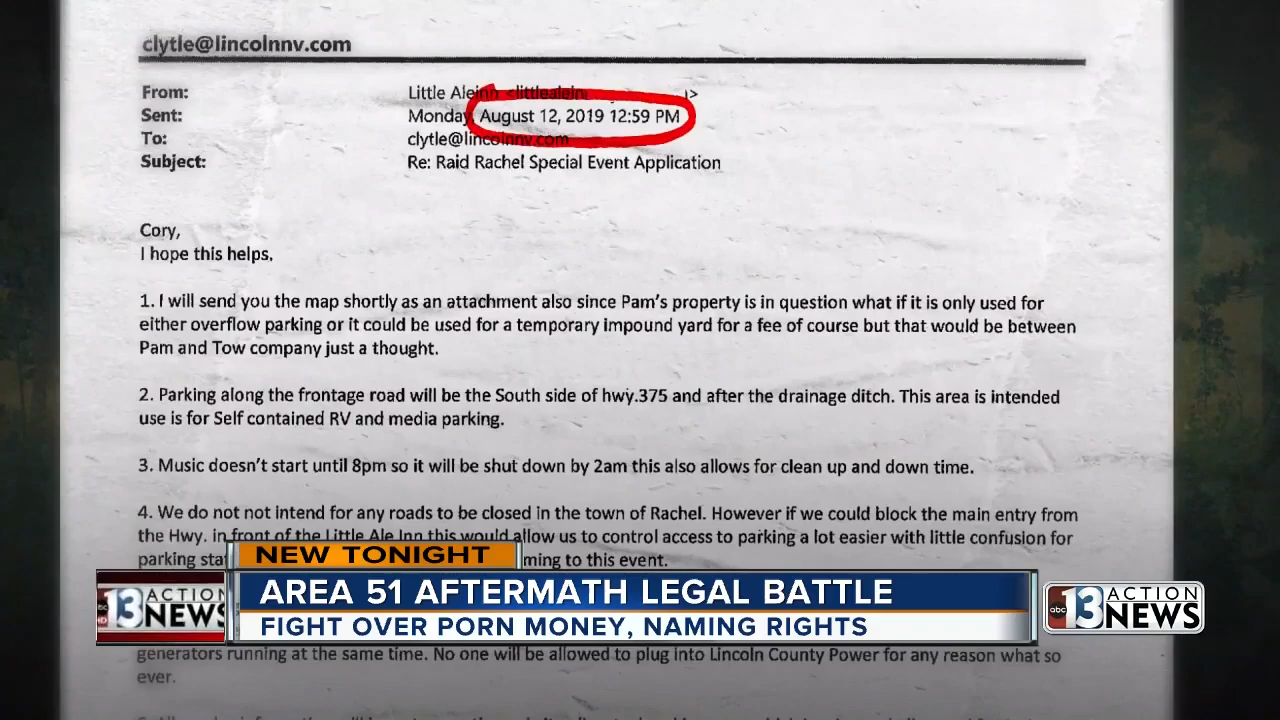 clytle@lincolnnv.com
From: Little Aleinn <littlealeinn >
Sent: Monday, August 12, 2019 12:59 PM
To: clytle@lincolnnv.com
Subject: Re: Raid Rachel Special Event Application
Cory,
I hope this helps.
1. I will send you the map shortly as an attachment also since Pam's property is in question what if it is only used for
either overflow parking or it could be used for a temporary impound yard for a fee of course but that would be between
Pam and Tow company just a thought.
2. Parking along the frontage road will be the South side of hwy.375 and after the drainage ditch. This area is intended
use is for Self contained RV and media parking.
3. Music doesn't start until 8pm so it will be shut down by 2am this also allows for clean up and down time.
4. We do not not intend for any roads to be closed in the town of Rachel. However if we could block the main entry from
the Hwy. in front of the Little Ale Inn this would allow us to control access to parking a lot easier with little confusion for
parking ming to this event.
NEW TONIGHT
AREA 51 AFTERMATH LEGAL BATTLE
FIGHT OVER PORN MONEY, NAMING RIGHTS
abc HD 13 ACTION NEWS
abc 13 ACTION NEWS
generators running at the same time. No one will be allowed to plug into Lincoln County Power for any reason what so
ever.